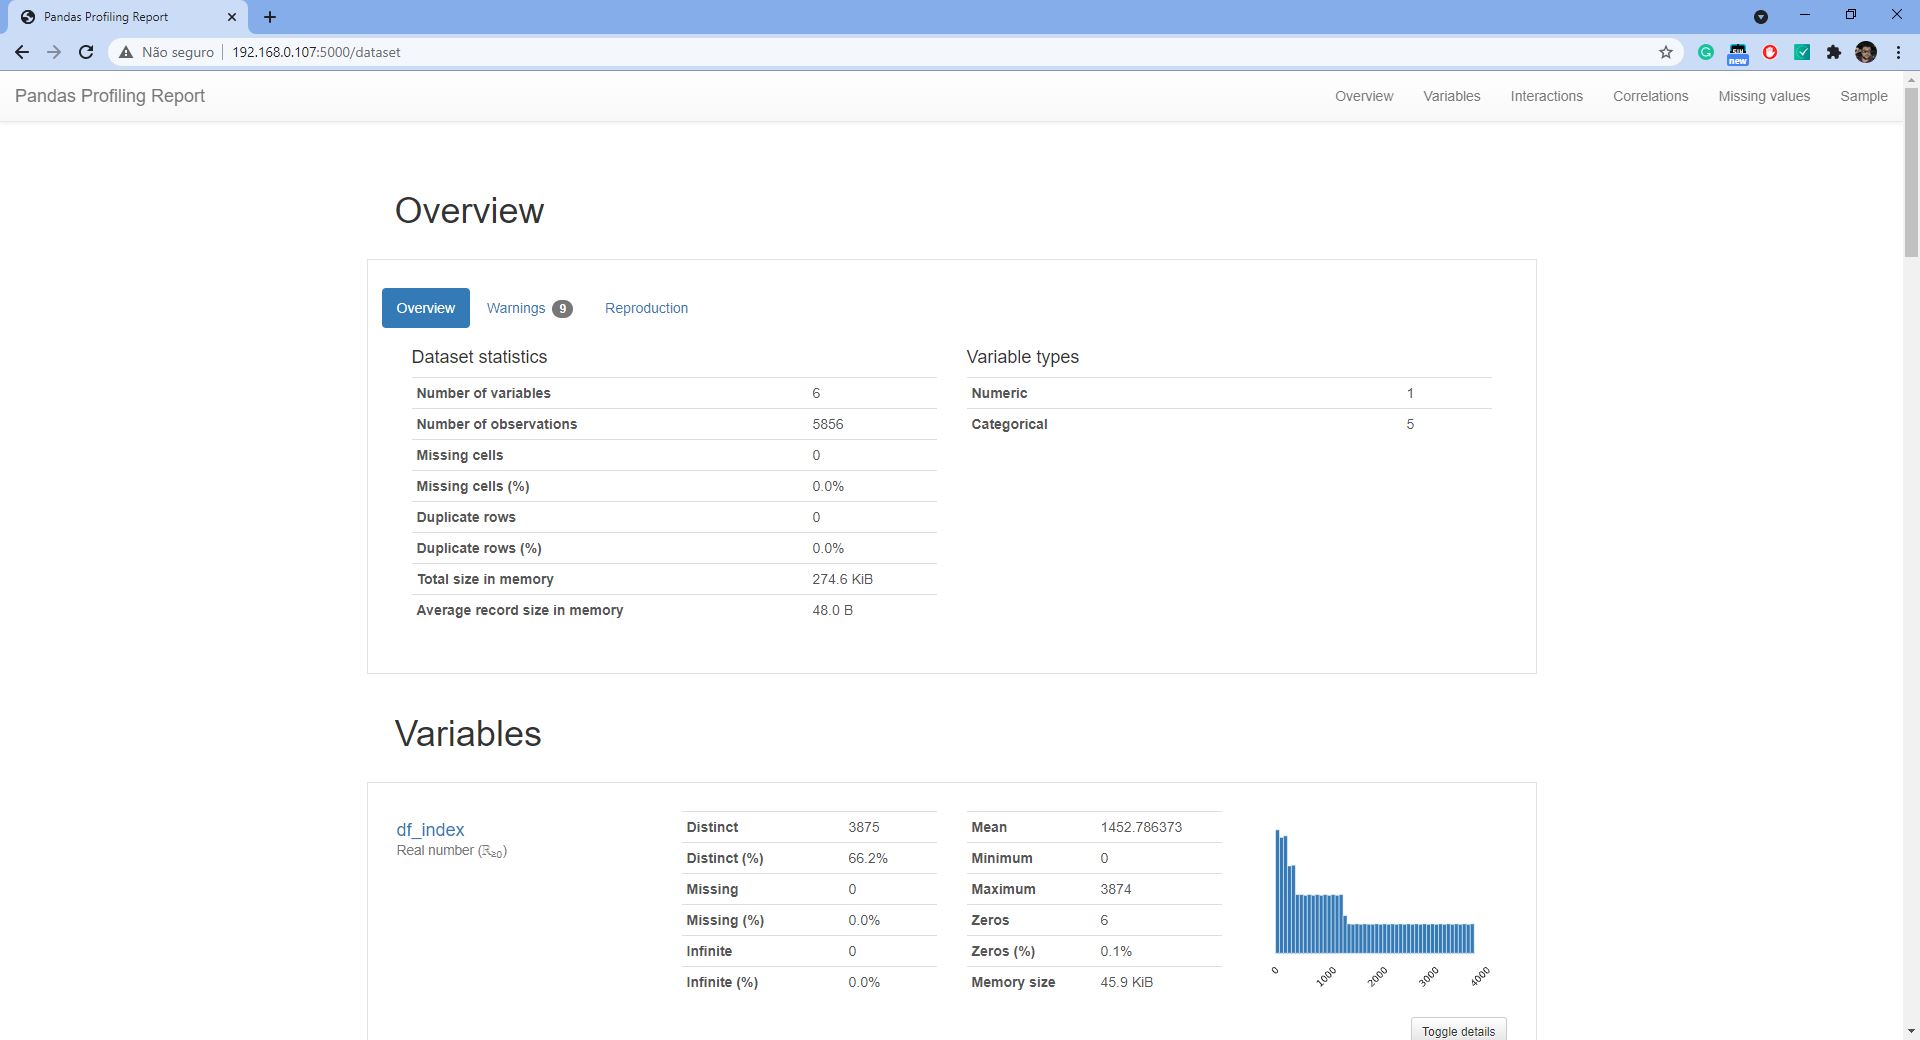 Pandas Profiling Report
Não seguro 192.168.0.107:5000/dataset
new
Pandas Profiling Report Overview Variables Interactions Correlations Missing values Sample
Overview
Overview Warnings 9 Reproduction
Dataset statistics
Number of variables 6
Number of observations 5856
Missing cells 0
Missing cells (%) 0.0%
Duplicate rows 0
Duplicate rows (%) 0.0%
Total size in memory 274.6 KiB
Average record size in memory 48.0 B
Variable types
Numeric 1
Categorical 5
Variables
df_index
Real number (ℝ≥0)
Distinct 3875
Distinct (%) 66.2%
Missing 0
Missing (%) 0.0%
Infinite 0
Infinite (%) 0.0%
Mean 1452.786373
Minimum 0
Maximum 3874
Zeros 6
Zeros (%) 0.1%
Memory size 45.9 KiB
0 1000 2000 3000 4000
Toggle details